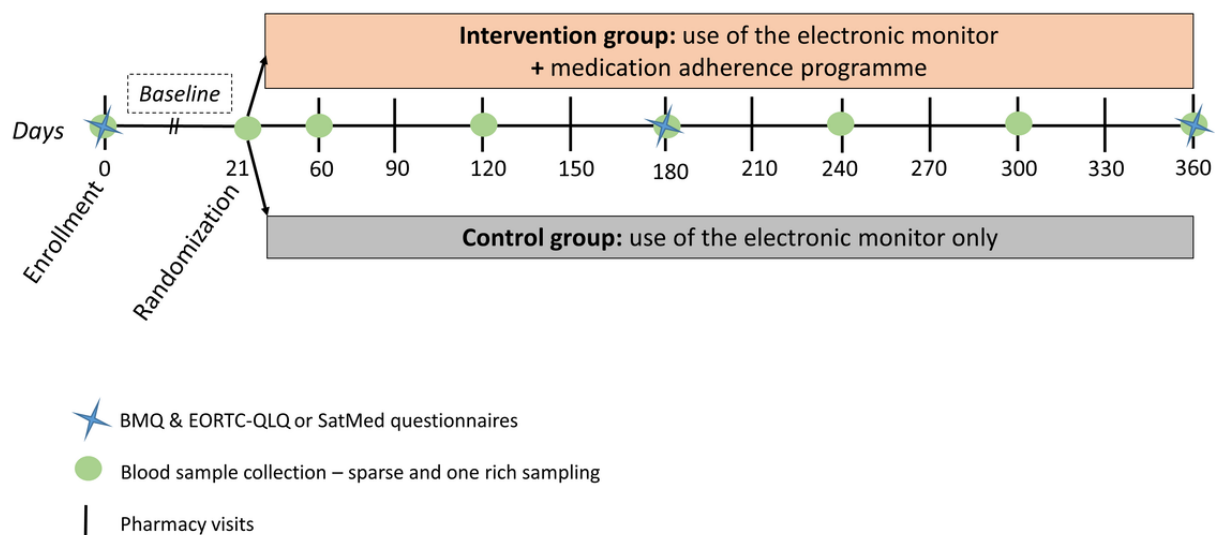 Intervention group: use of the electronic monitor
+ medication adherence programme
Baseline
Days
0
21
60
90
120
150
180
210
240
270
300
330
360
Enrollment
Randomization
Control group: use of the electronic monitor only
BMQ & EORTC-QLQ or SatMed questionnaires
Blood sample collection – sparse and one rich sampling
Pharmacy visits